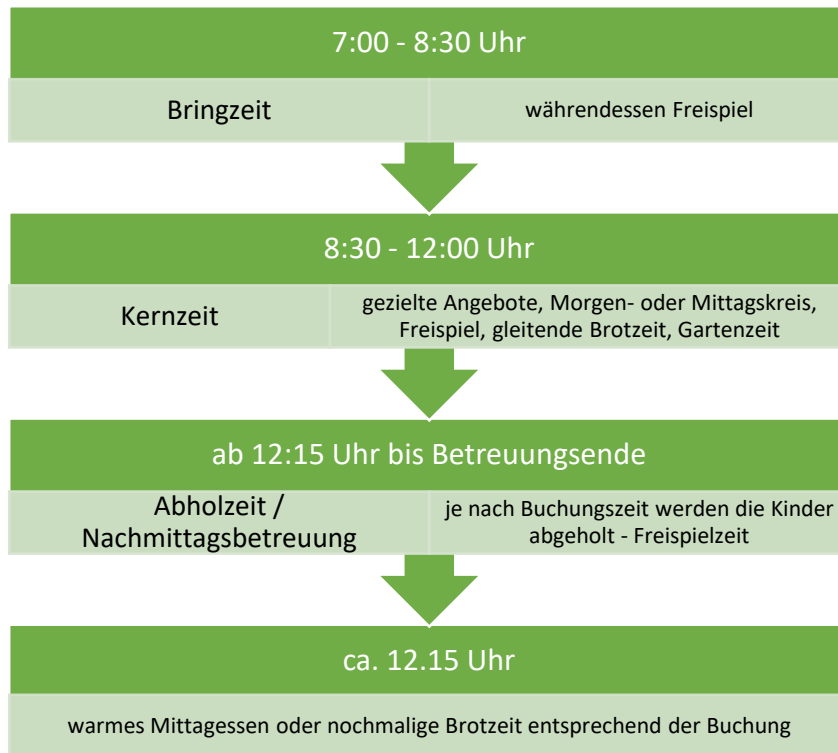 7:00 - 8:30 Uhr
Bringzeit
währendessen Freispiel
8:30 - 12:00 Uhr
Kernzeit
gezielte Angebote, Morgen- oder Mittagskreis,
Freispiel, gleitende Brotzeit, Gartenzeit
ab 12:15 Uhr bis Betreuungsende
Abholzeit /
Nachmittagsbetreuung
je nach Buchungszeit werden die Kinder
abgeholt - Freispielzeit
ca. 12.15 Uhr
warmes Mittagessen oder nochmalige Brotzeit entsprechend der Buchung